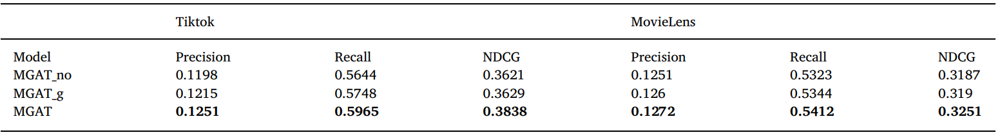 Tiktok MovieLens
Model Precision Recall NDCG Precision Recall NDCG
MGAT_no 0.1198 0.5644 0.3621 0.1251 0.5323 0.3187
MGAT_g 0.1215 0.5748 0.3629 0.126 0.5344 0.319
MGAT 0.1251 0.5965 0.3838 0.1272 0.5412 0.3251